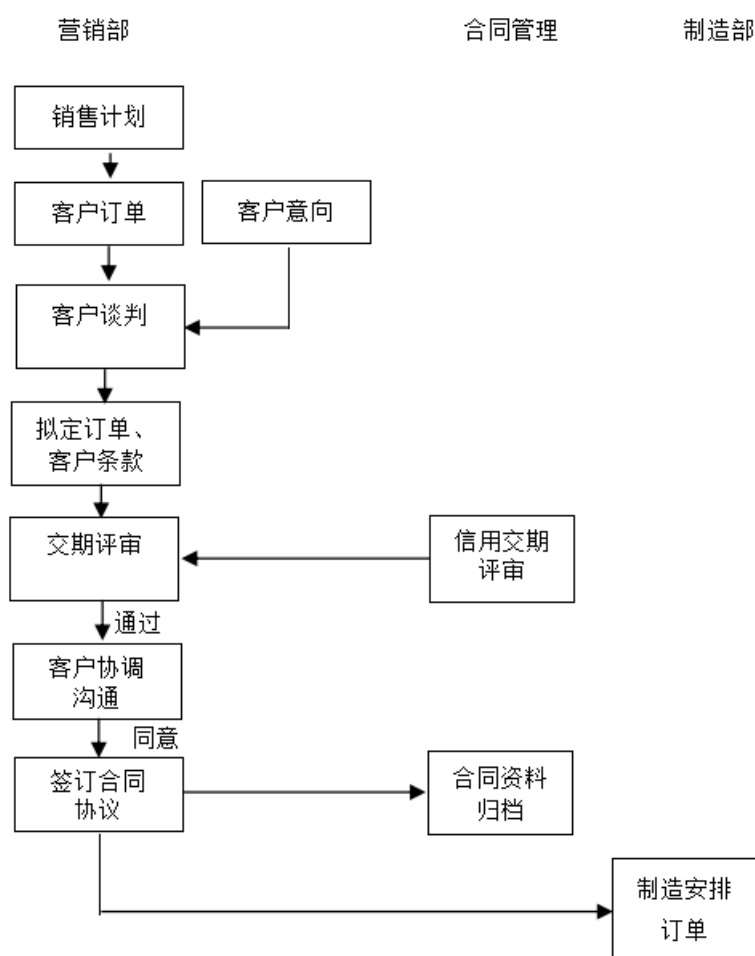 营销部
合同管理
制造部
销售计划
客户订单
客户意向
客户谈判
拟定订单、
客户条款
交期评审
信用交期
评审
通过
客户协调
沟通
同意
签订合同
协议
合同资料
归档
制造安排
订单